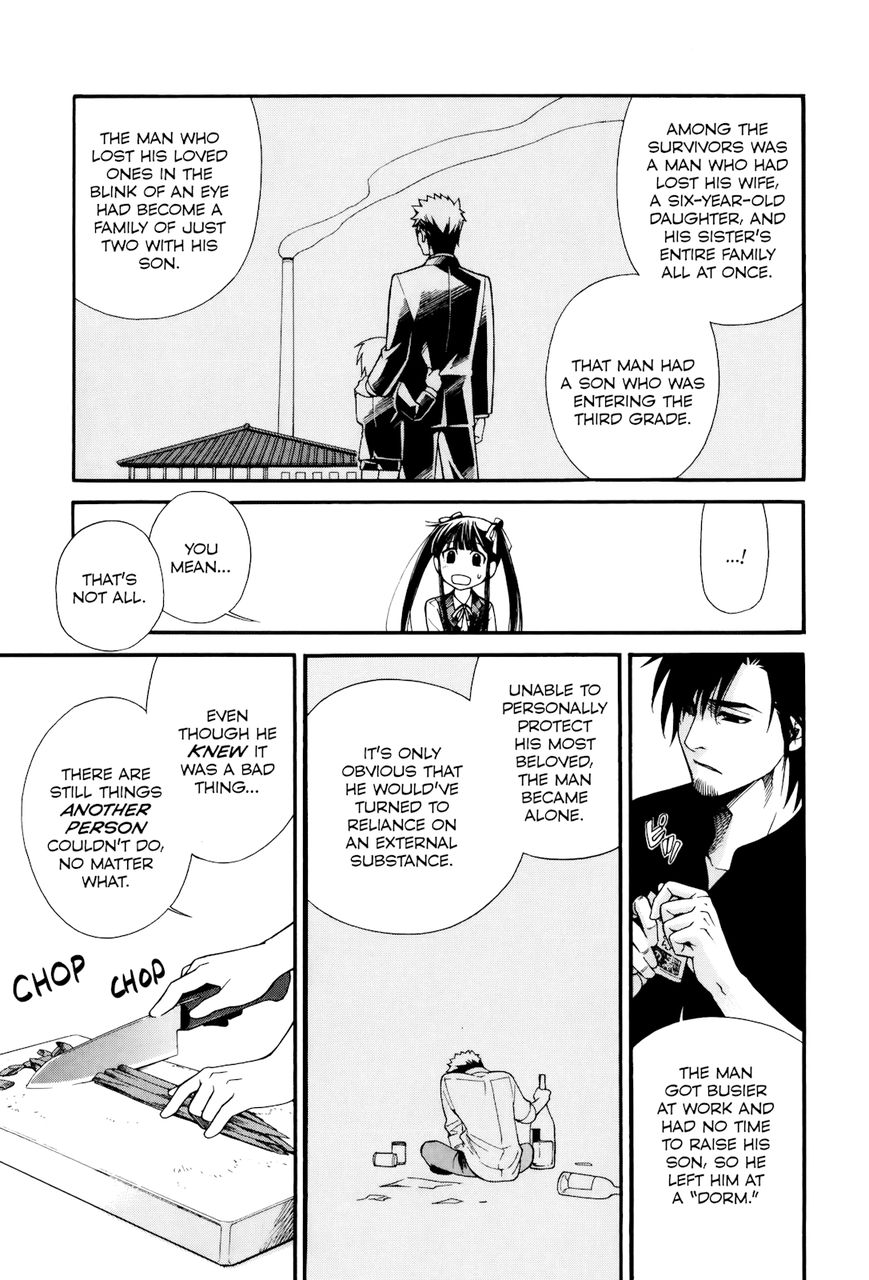 AMONG THE
SURVIVORS WAS
A MAN WHO HAD
LOST HIS WIFE,
A SIX-YEAR-OLD
DAUGHTER, AND
HIS SISTER'S
ENTIRE FAMILY
ALL AT ONCE.
THAT MAN HAD
A SON WHO WAS
ENTERING THE
THIRD GRADE.
THE MAN WHO
LOST HIS LOVED
ONES IN THE
BLINK OF AN EYE
HAD BECOME A
FAMILY OF JUST
TWO WITH HIS
SON.
...!
YOU
MEAN...
THAT'S
NOT ALL.
ピッ
THE MAN
GOT BUSIER
AT WORK AND
HAD NO TIME
TO RAISE HIS
SON, SO HE
LEFT HIM AT
A “DORM.”
UNABLE TO
PERSONALLY
PROTECT
HIS MOST
BELOVED,
THE MAN
BECAME
ALONE.
IT'S ONLY
OBVIOUS THAT
HE WOULD'VE
TURNED TO
RELIANCE ON
AN EXTERNAL
SUBSTANCE.
EVEN
THOUGH HE
KNEW IT
WAS A BAD
THING...
THERE ARE
STILL THINGS
ANOTHER
PERSON
COULDN'T DO,
NO MATTER
WHAT.
CHOP
CHOP